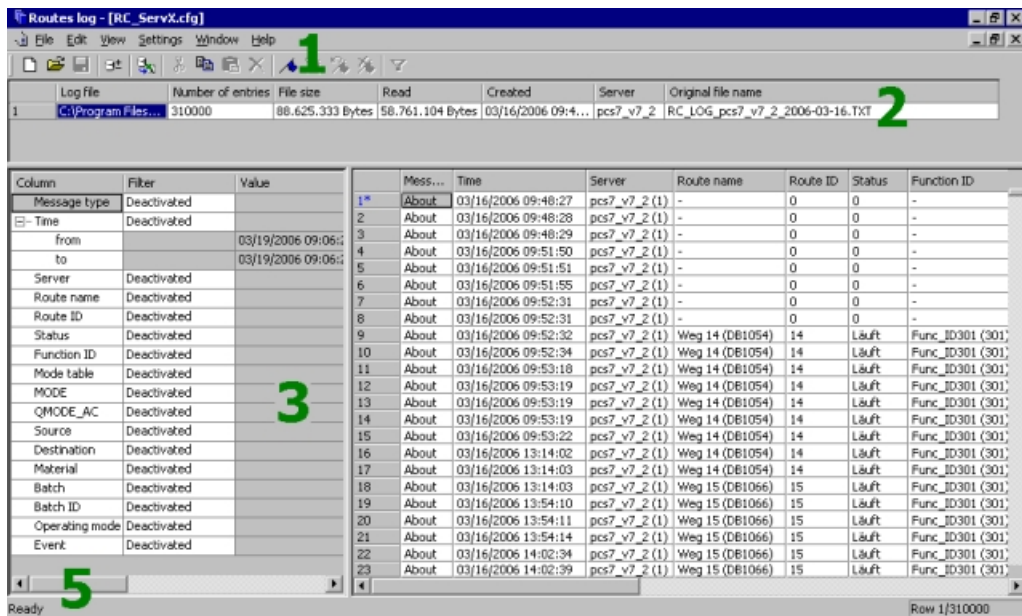 Routes log - [RC_ServX.cfg]
File Edit View Settings Window Help
1
Log file Number of entries File size Read Created Server Original file name
1 C:\Program Files... 310000 88.625.333 Bytes 58.761.104 Bytes 03/16/2006 09:4... pcs7_v7_2 RC_LOG_pcs7_v7_2_2006-03-16.TXT
2
Column Filter Value
Message type Deactivated
Time Deactivated
from 03/19/2006 09:06:2
to 03/19/2006 09:06:2
Server Deactivated
Route name Deactivated
Route ID Deactivated
Status Deactivated
Function ID Deactivated
Mode table Deactivated
MODE Deactivated
QMODE_AC Deactivated
Source Deactivated
Destination Deactivated
Material Deactivated
Batch Deactivated
Batch ID Deactivated
Operating mode Deactivated
Event Deactivated
3
Mess... Time Server Route name Route ID Status Function ID
1* About 03/16/2006 09:48:27 pcs7_v7_2 (1) - 0 0 -
2 About 03/16/2006 09:48:28 pcs7_v7_2 (1) - 0 0 -
3 About 03/16/2006 09:48:29 pcs7_v7_2 (1) - 0 0 -
4 About 03/16/2006 09:51:50 pcs7_v7_2 (1) - 0 0 -
5 About 03/16/2006 09:51:51 pcs7_v7_2 (1) - 0 0 -
6 About 03/16/2006 09:51:55 pcs7_v7_2 (1) - 0 0 -
7 About 03/16/2006 09:52:31 pcs7_v7_2 (1) - 0 0 -
8 About 03/16/2006 09:52:31 pcs7_v7_2 (1) - 0 0 -
9 About 03/16/2006 09:52:32 pcs7_v7_2 (1) Weg 14 (DB1054) 14 Läuft Func_ID301 (301)
10 About 03/16/2006 09:52:34 pcs7_v7_2 (1) Weg 14 (DB1054) 14 Läuft Func_ID301 (301)
11 About 03/16/2006 09:53:18 pcs7_v7_2 (1) Weg 14 (DB1054) 14 Läuft Func_ID301 (301)
12 About 03/16/2006 09:53:19 pcs7_v7_2 (1) Weg 14 (DB1054) 14 Läuft Func_ID301 (301)
13 About 03/16/2006 09:53:19 pcs7_v7_2 (1) Weg 14 (DB1054) 14 Läuft Func_ID301 (301)
14 About 03/16/2006 09:53:19 pcs7_v7_2 (1) Weg 14 (DB1054) 14 Läuft Func_ID301 (301)
15 About 03/16/2006 09:53:22 pcs7_v7_2 (1) Weg 14 (DB1054) 14 Läuft Func_ID301 (301)
16 About 03/16/2006 13:14:02 pcs7_v7_2 (1) Weg 14 (DB1054) 14 Läuft Func_ID301 (301)
17 About 03/16/2006 13:14:03 pcs7_v7_2 (1) Weg 14 (DB1054) 14 Läuft Func_ID301 (301)
18 About 03/16/2006 13:14:03 pcs7_v7_2 (1) Weg 15 (DB1066) 15 Läuft Func_ID301 (301)
19 About 03/16/2006 13:54:10 pcs7_v7_2 (1) Weg 15 (DB1066) 15 Läuft Func_ID301 (301)
20 About 03/16/2006 13:54:11 pcs7_v7_2 (1) Weg 15 (DB1066) 15 Läuft Func_ID301 (301)
21 About 03/16/2006 13:54:14 pcs7_v7_2 (1) Weg 15 (DB1066) 15 Läuft Func_ID301 (301)
22 About 03/16/2006 14:02:34 pcs7_v7_2 (1) Weg 15 (DB1066) 15 Läuft Func_ID301 (301)
23 About 03/16/2006 14:02:39 pcs7_v7_2 (1) Weg 15 (DB1066) 15 Läuft Func_ID301 (301)
5
Ready Row 1/310000